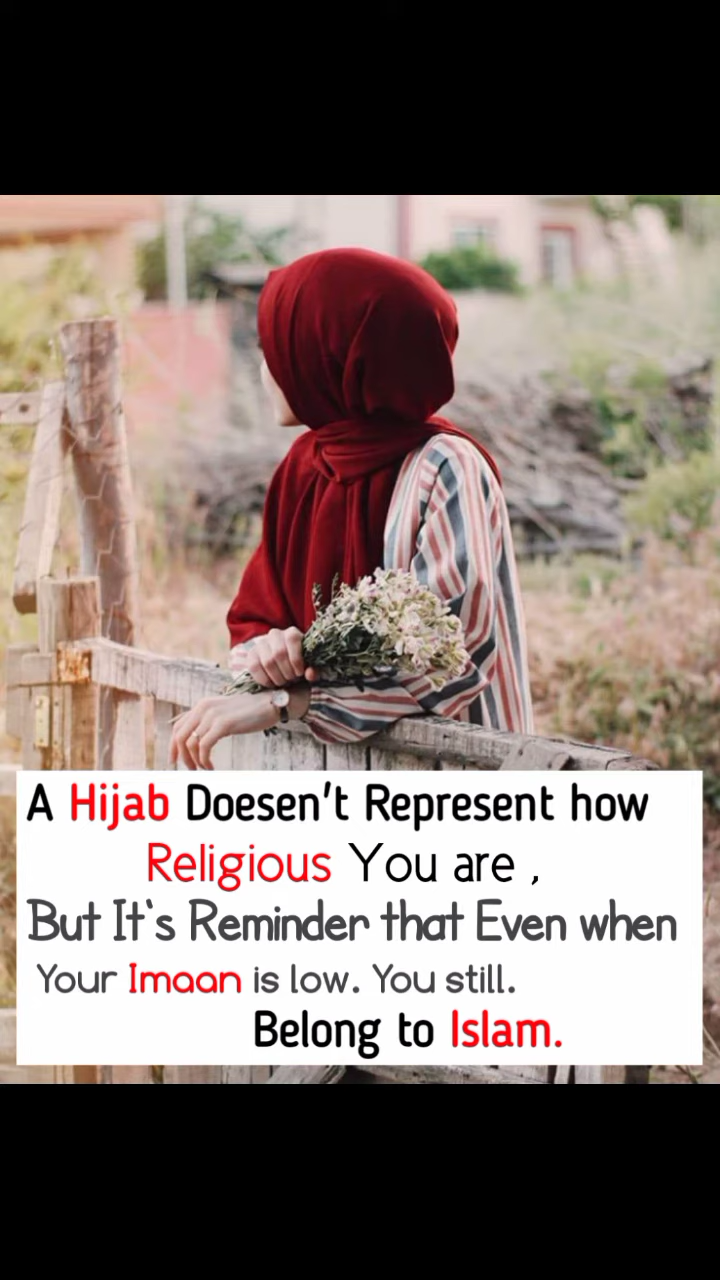 A Hijab Doesen't Represent how
Religious You are ,
But It's Reminder that Even when
Your Imaan is low. You still.
Belong to Islam.